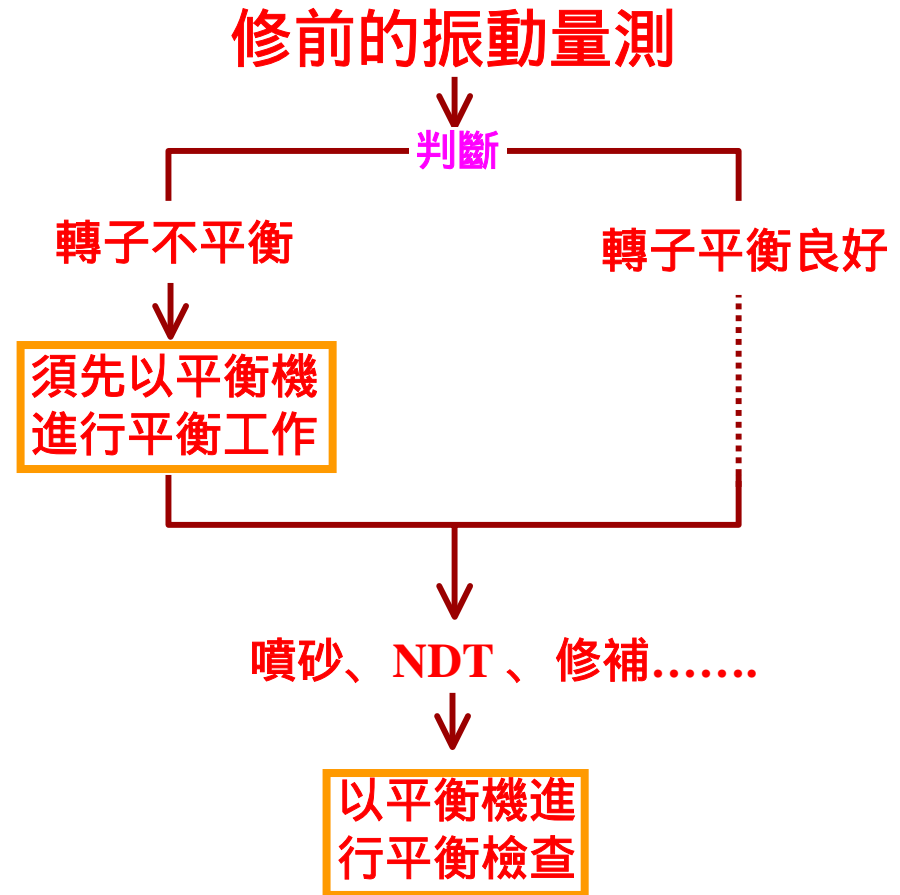 修前的振動量測
判斷
轉子不平衡
轉子平衡良好
須先以平衡機
進行平衡工作
噴砂、NDT 、修補.......
以平衡機進
行平衡檢查